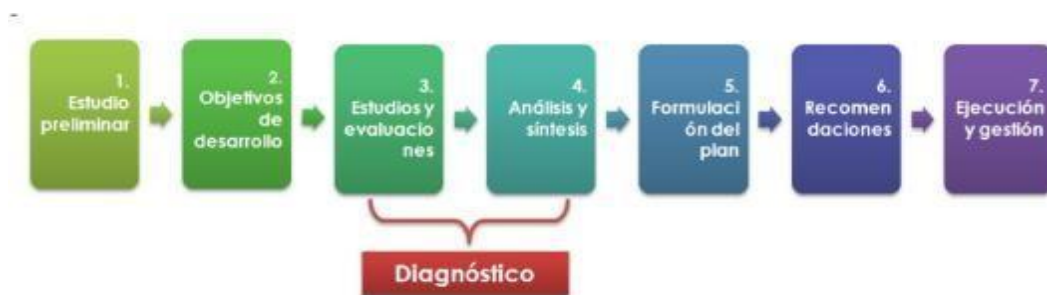 1.
Estudio
preliminar
2.
Objetivos
de
desarrollo
3.
Estudios y
evaluacio
nes
4.
Análisis y
síntesis
5.
Formulaci
ón del
plan
6.
Recomen
daciones
7.
Ejecución
y gestión
Diagnóstico